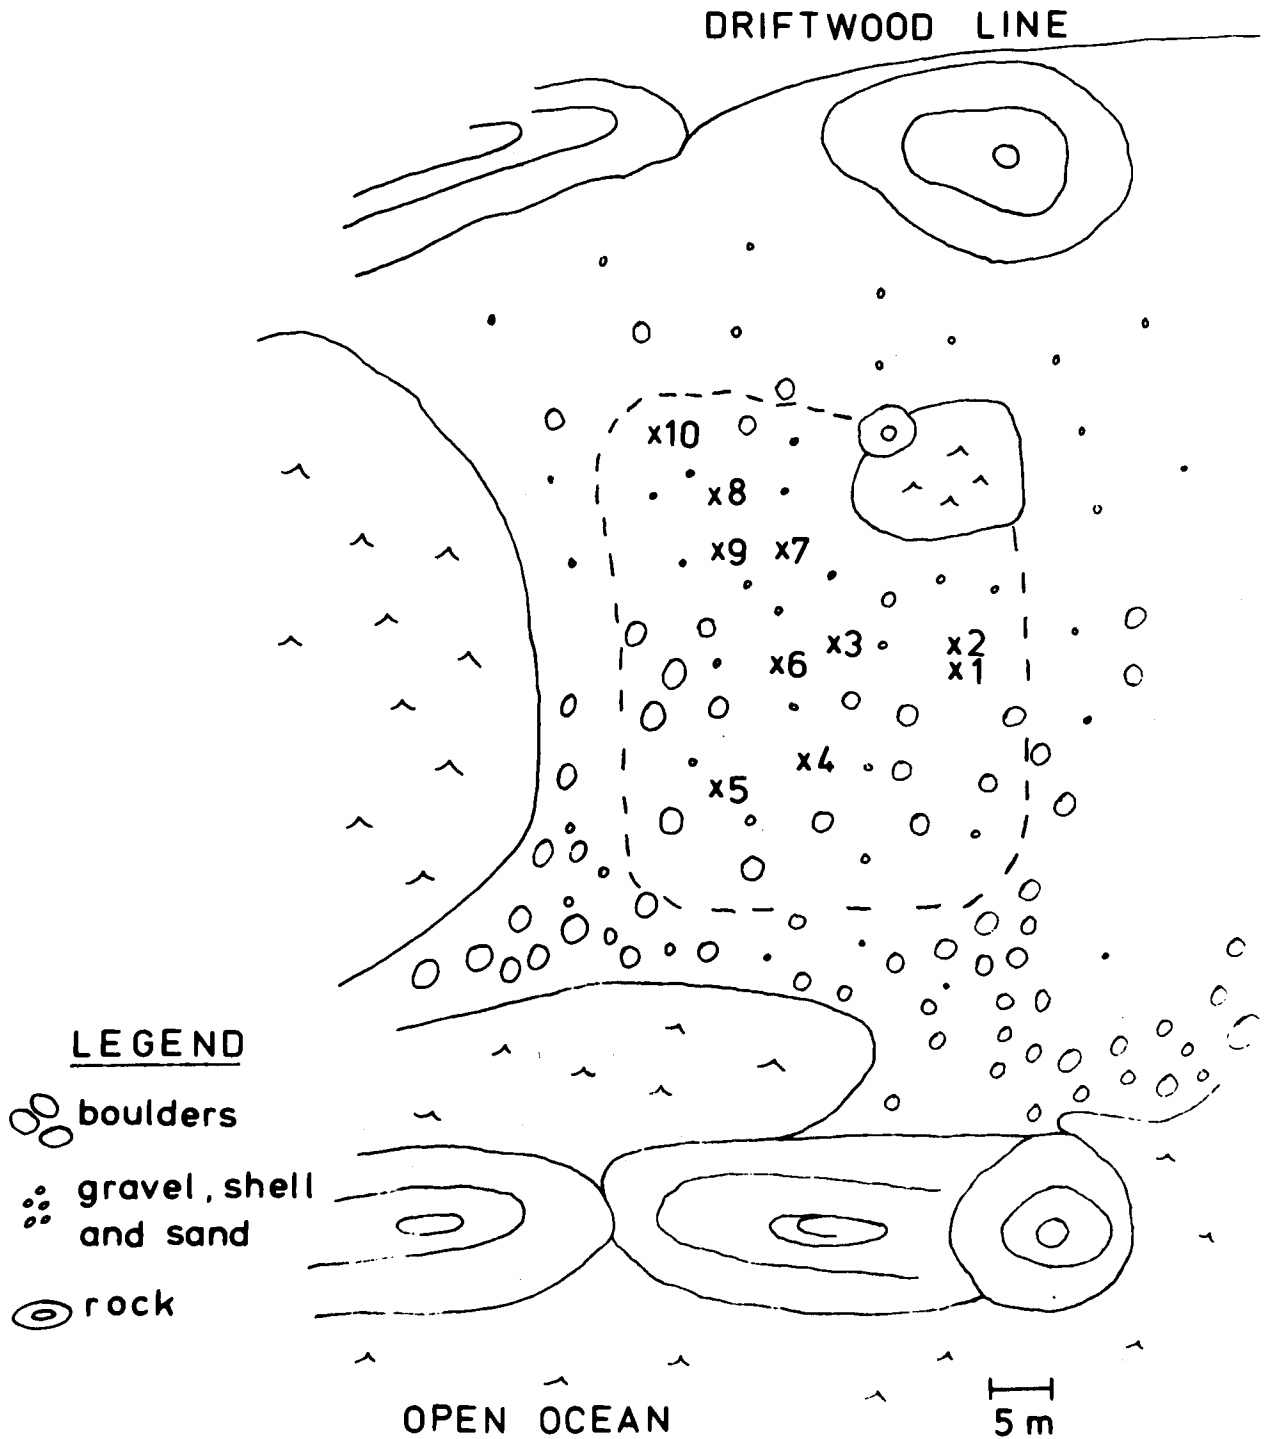 DRIFTWOOD LINE
x10
x8
x9 x7
x3 x2
x6 x1
x4
x5
LEGEND
boulders
gravel, shell
and sand
rock
OPEN OCEAN
5 m